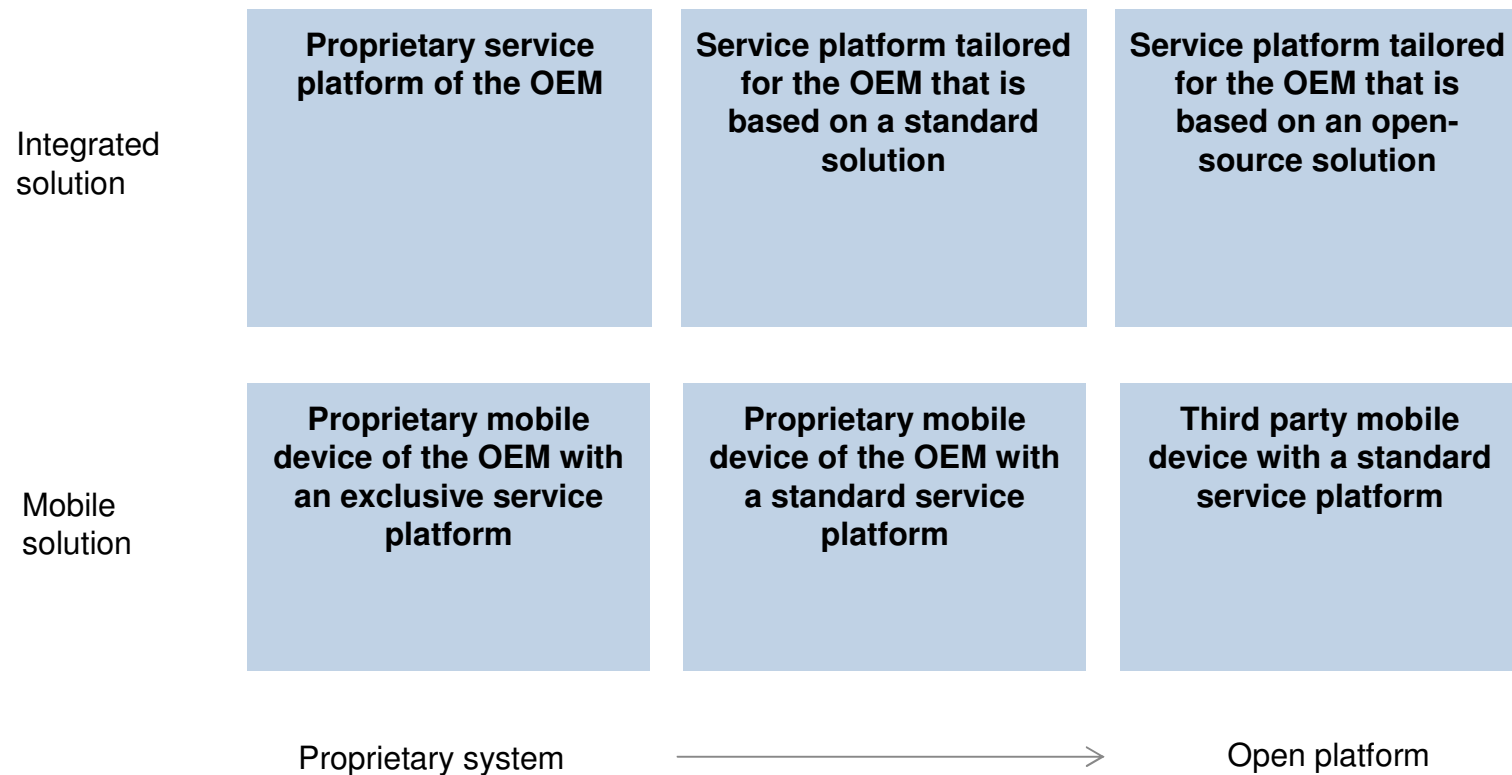 Proprietary service
platform of the OEM
Service platform tailored
for the OEM that is
based on a standard
solution
Service platform tailored
for the OEM that is
based on an open-
source solution
Integrated
solution
Proprietary mobile
device of the OEM with
an exclusive service
platform
Proprietary mobile
device of the OEM with
a standard service
platform
Third party mobile
device with a standard
service platform
Mobile
solution
Proprietary system
Open platform